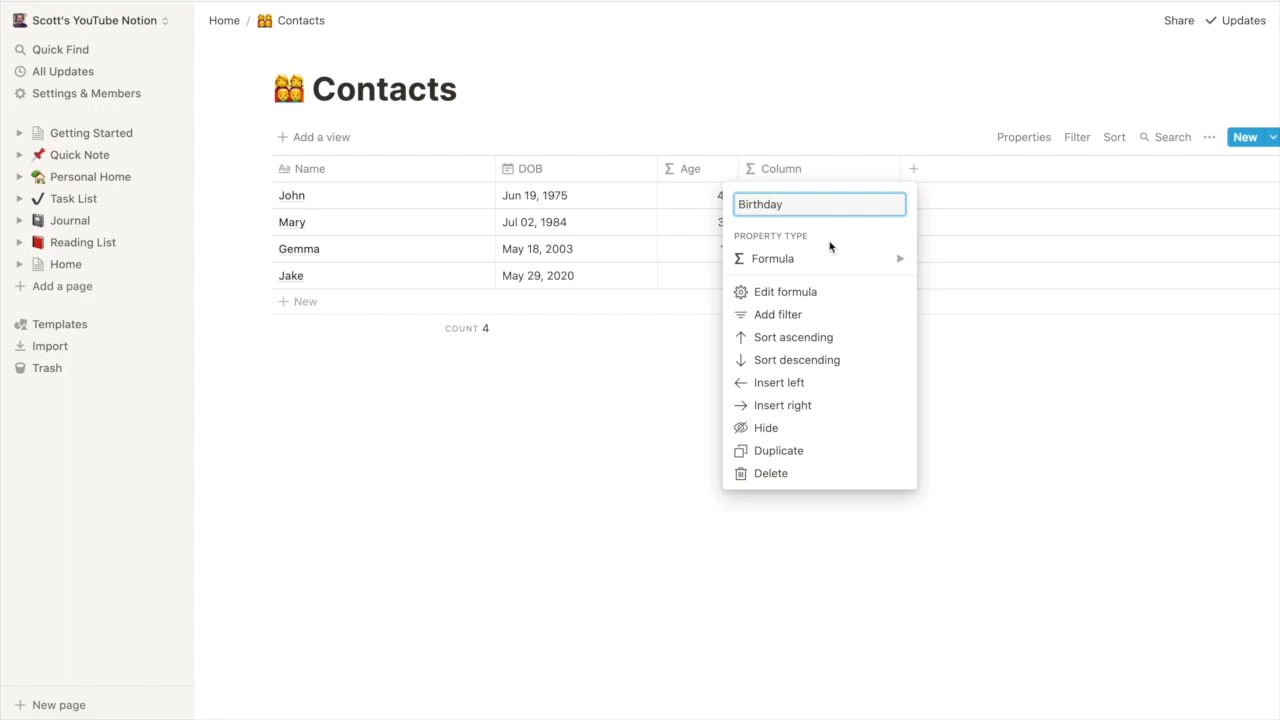 Scott's YouTube Notion
Home / Contacts
Share
Updates
Quick Find
All Updates
Settings & Members
Getting Started
Quick Note
Personal Home
Task List
Journal
Reading List
Home
Add a page
Templates
Import
Trash
New page
Contacts
Add a view
Properties Filter Sort Search ··· New
Aa Name DOB Σ Age Σ Column
John Jun 19, 1975 4
Mary Jul 02, 1984
Gemma May 18, 2003
Jake May 29, 2020
New
COUNT 4
Birthday
PROPERTY TYPE
Σ Formula
Edit formula
Add filter
Sort ascending
Sort descending
Insert left
Insert right
Hide
Duplicate
Delete